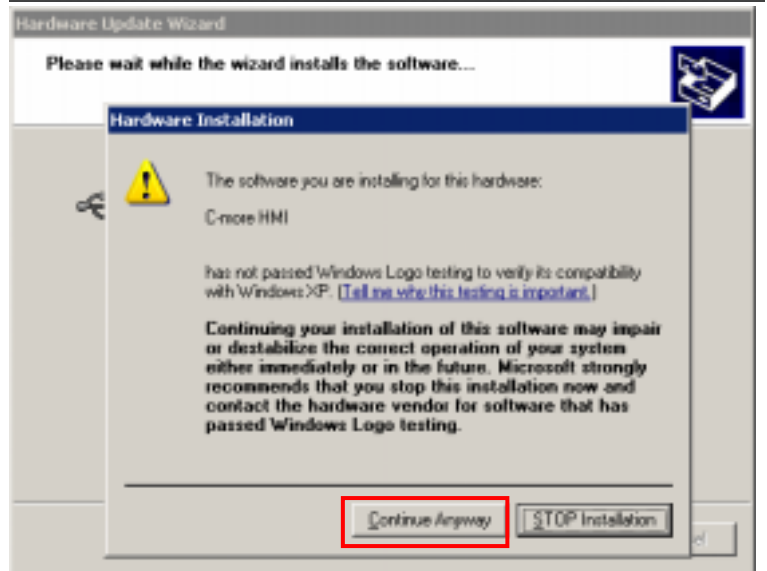 Hardware Update Wizard
Please wait while the wizard installs the software...
Hardware Installation
The software you are installing for this hardware:
C-more HMI
has not passed Windows Logo testing to verify its compatibility
with Windows XP. (Tell me why this testing is important.)
Continuing your installation of this software may impair
or destabilize the correct operation of your system
either immediately or in the future. Microsoft strongly
recommends that you stop this installation now and
contact the hardware vendor for software that has
passed Windows Logo testing.
Continue Anyway STOP Installation